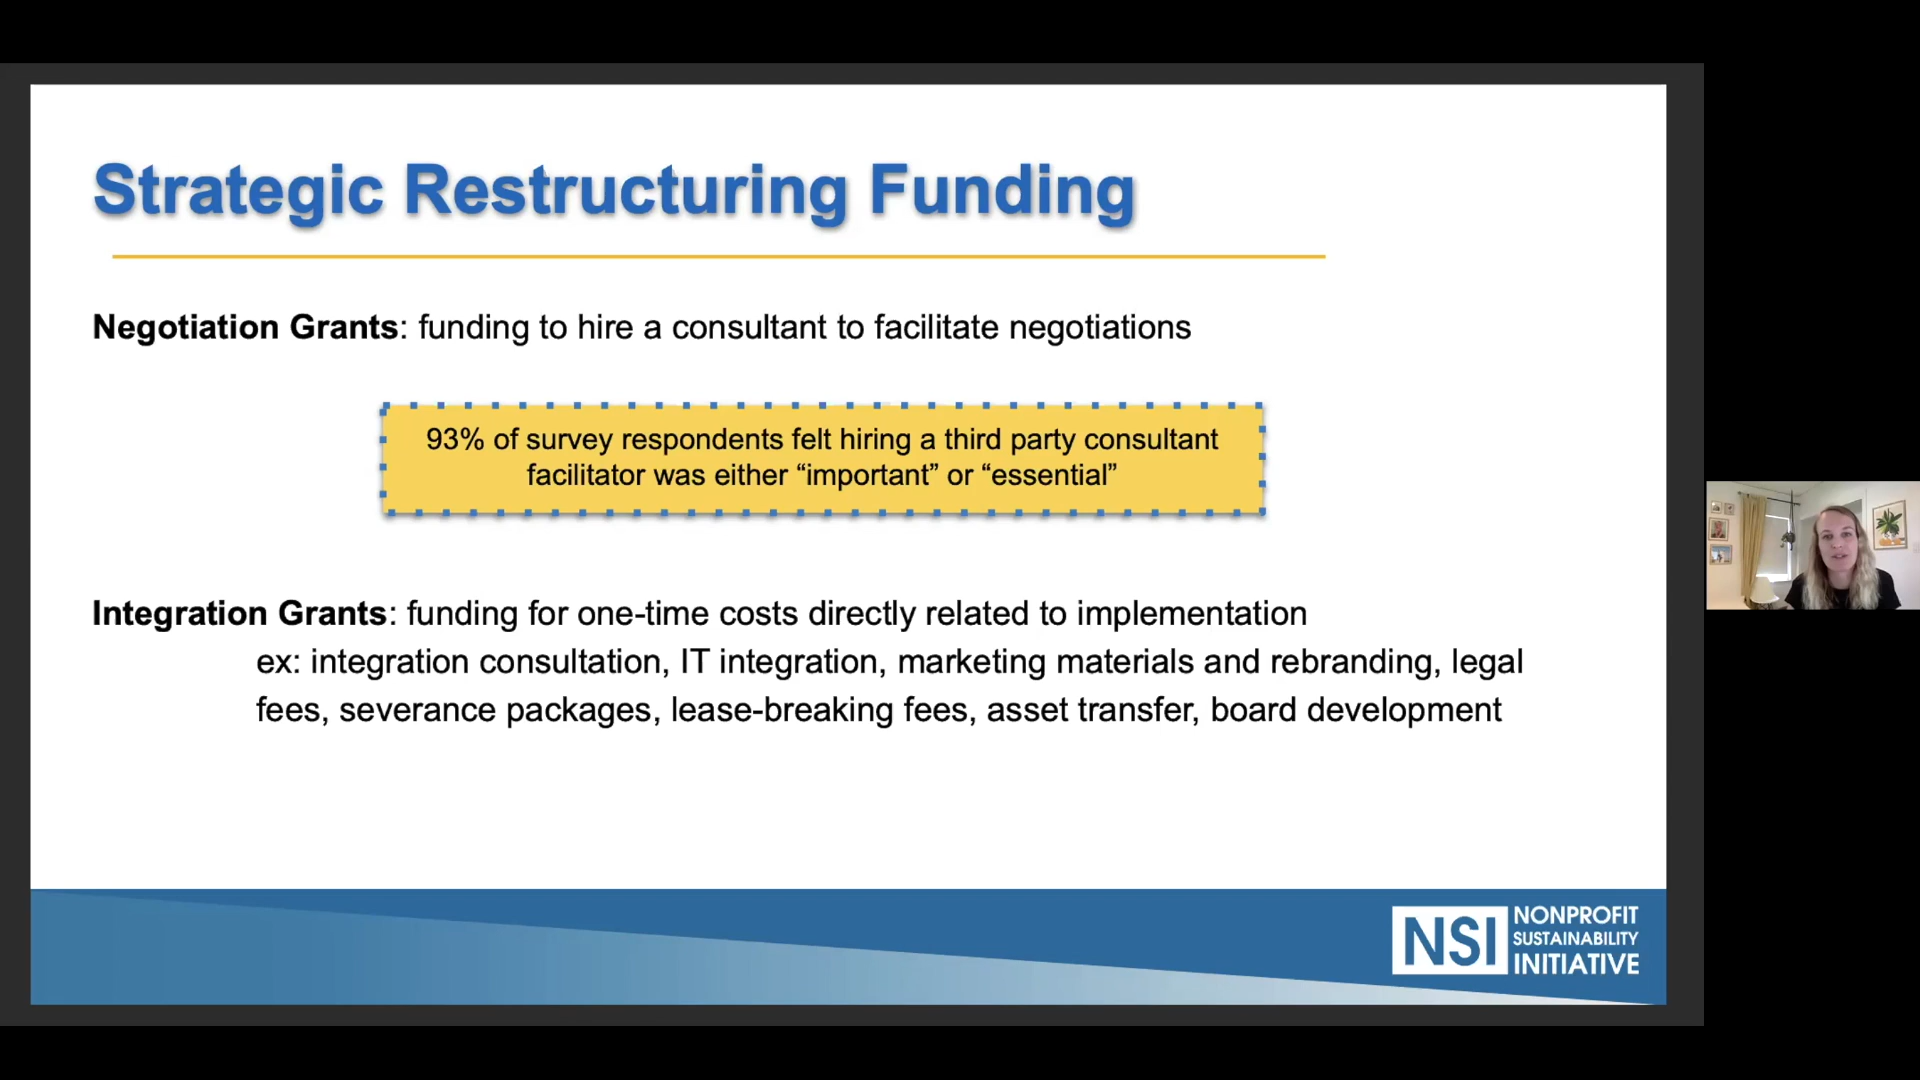 Strategic Restructuring Funding
Negotiation Grants: funding to hire a consultant to facilitate negotiations
93% of survey respondents felt hiring a third party consultant
facilitator was either “important” or “essential”
Integration Grants: funding for one-time costs directly related to implementation
ex: integration consultation, IT integration, marketing materials and rebranding, legal
fees, severance packages, lease-breaking fees, asset transfer, board development
NSI
NONPROFIT
SUSTAINABILITY
INITIATIVE